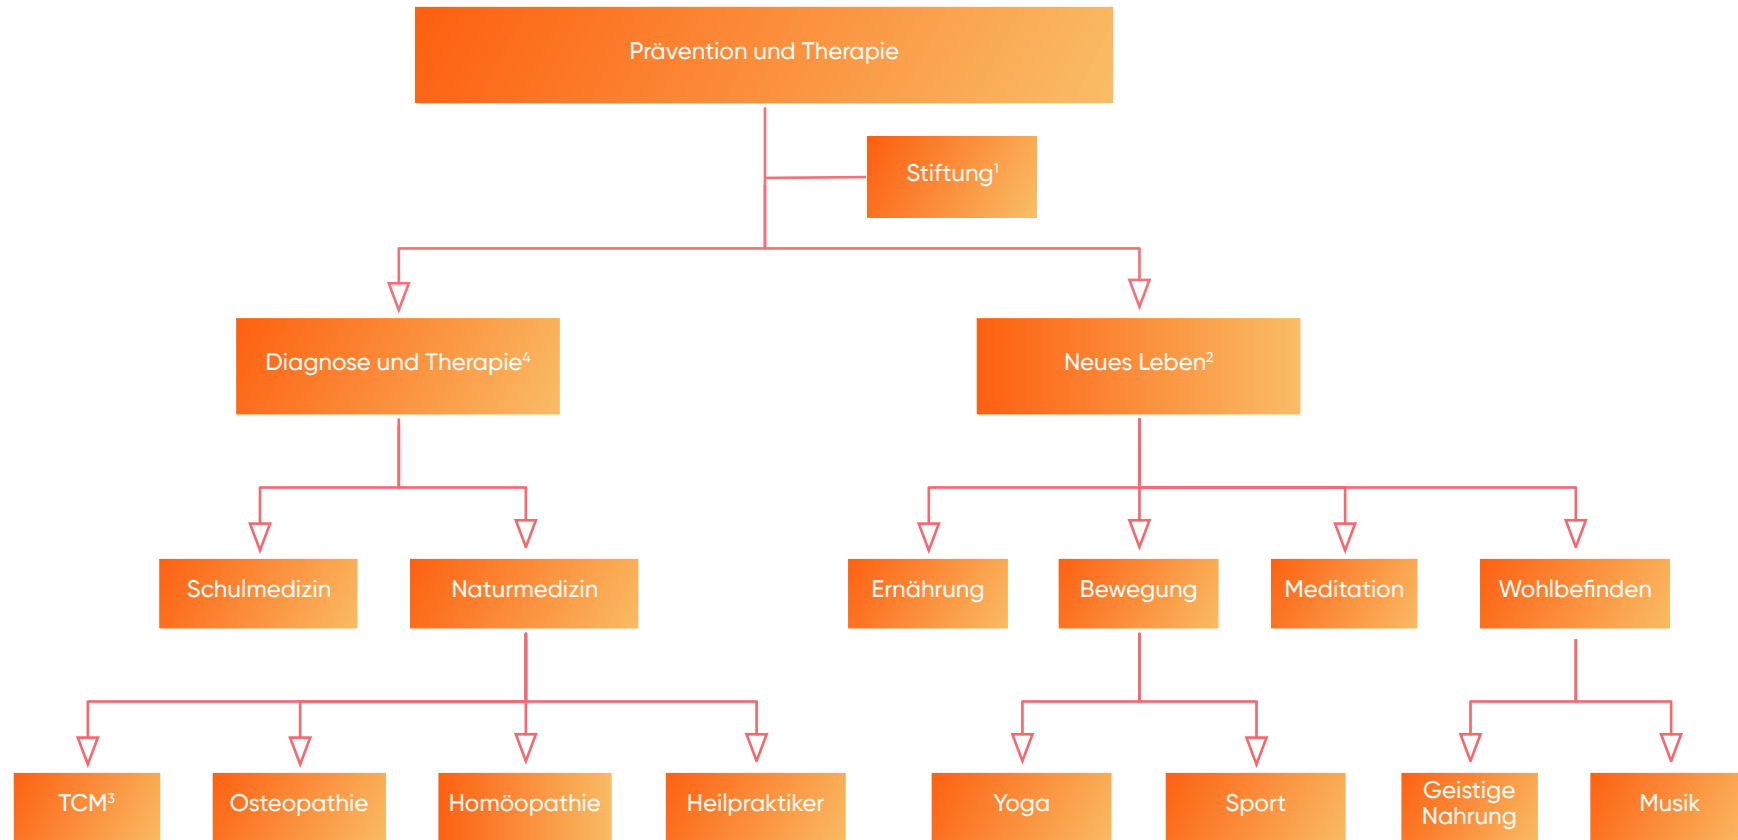 Prävention und Therapie
Stiftung¹
Diagnose und Therapie⁴
Neues Leben²
Schulmedizin
Naturmedizin
Ernährung
Bewegung
Meditation
Wohlbefinden
TCM³
Osteopathie
Homöopathie
Heilpraktiker
Yoga
Sport
Geistige
Nahrung
Musik